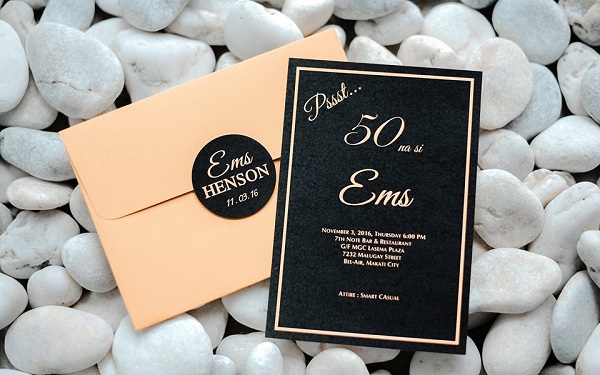 Ems
HENSON
11.03.16
Pssst...
50 na si
Ems
November 3, 2016, Thursday 6:00 PM
7th Note Bar & Restaurant
G/F MGC Lasema Plaza
7232 Malugay Street
Bel-Air, Makati City
Attire : Smart CAsual